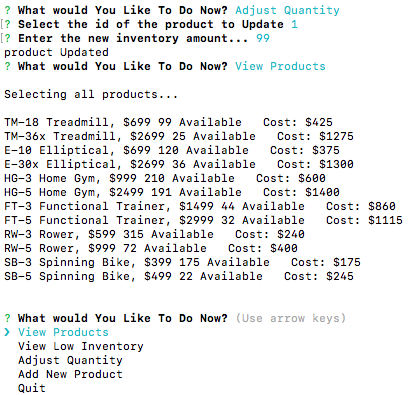 ? What would You Like To Do Now? Adjust Quantity
[? Select the id of the product to Update 1
[? Enter the new inventory amount... 99
product Updated
? What would You Like To Do Now? View Products
Selecting all products...
TM-18 Treadmill, $699 99 Available   Cost: $425
TM-36x Treadmill, $2699 25 Available   Cost: $1275
E-10 Elliptical, $699 120 Available   Cost: $375
E-30x Elliptical, $2699 36 Available   Cost: $1300
HG-3 Home Gym, $999 210 Available   Cost: $600
HG-5 Home Gym, $2499 191 Available   Cost: $1400
FT-3 Functional Trainer, $1499 44 Available   Cost: $860
FT-5 Functional Trainer, $2999 32 Available   Cost: $1115
RW-3 Rower, $599 315 Available   Cost: $240
RW-5 Rower, $999 72 Available   Cost: $400
SB-3 Spinning Bike, $399 175 Available   Cost: $175
SB-5 Spinning Bike, $499 22 Available   Cost: $245
? What would You Like To Do Now? (Use arrow keys)
❯ View Products
View Low Inventory
Adjust Quantity
Add New Product
Quit